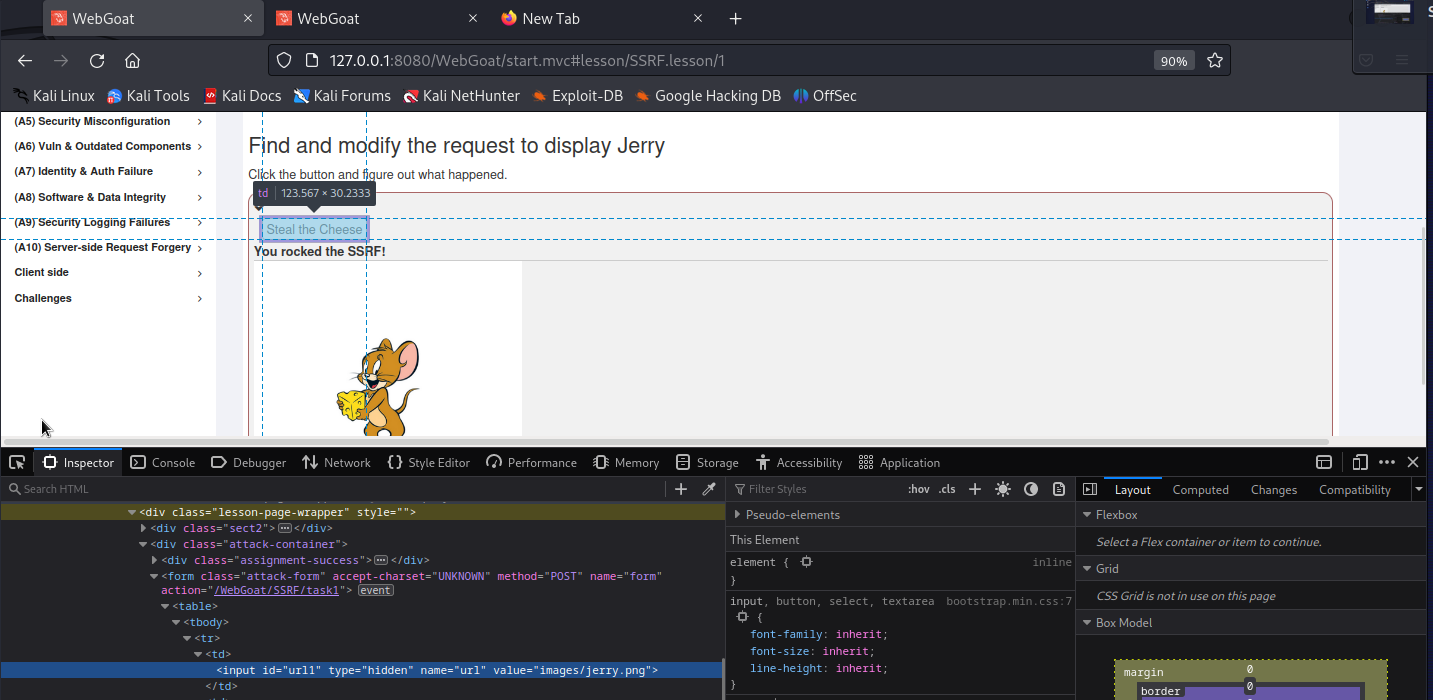 WebGoat
WebGoat
New Tab
127.0.0.1:8080/WebGoat/start.mvc#lesson/SSRF.lesson/1
90%
Kali Linux Kali Tools Kali Docs Kali Forums Kali NetHunter Exploit-DB Google Hacking DB OffSec
(A5) Security Misconfiguration
(A6) Vuln & Outdated Components
(A7) Identity & Auth Failure
(A8) Software & Data Integrity
(A9) Security Logging Failures
(A10) Server-side Request Forgery
Client side
Challenges
Find and modify the request to display Jerry
Click the button and figure out what happened.
td 123.567 × 30.2333
Steal the Cheese
You rocked the SSRF!
Inspector Console Debugger Network Style Editor Performance Memory Storage Accessibility Application
Search HTML
<div class="lesson-page-wrapper" style="">
<div class="sect2"></div>
<div class="attack-container">
<div class="assignment-success"></div>
<form class="attack-form" accept-charset="UNKNOWN" method="POST" name="form"
action="/WebGoat/SSRF/task1"> event
<table>
<tbody>
<tr>
<td>
<input id="url1" type="hidden" name="url" value="images/jerry.png">
</td>
Filter Styles :hov .cls
Pseudo-elements
This Element
element { inline
}
input, button, select, textarea bootstrap.min.css:7
{
font-family: inherit;
font-size: inherit;
line-height: inherit;
}
Layout Computed Changes Compatibility
Flexbox
Select a Flex container or item to continue.
Grid
CSS Grid is not in use on this page
Box Model
margin 0
border 0